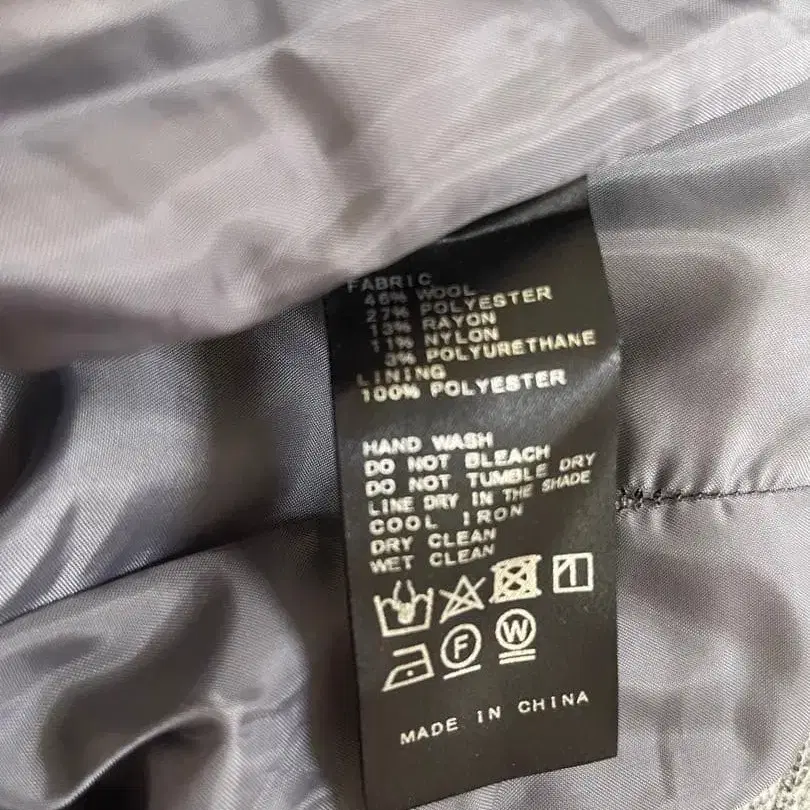 FABRIC
46% WOOL
27% POLYESTER
13% RAYON
11% NYLON
3% POLYURETHANE
LINING
100% POLYESTER
HAND WASH
DO NOT BLEACH
DO NOT TUMBLE DRY
LINE DRY IN THE SHADE
COOL IRON
DRY CLEAN
WET CLEAN
F W
MADE IN CHINA